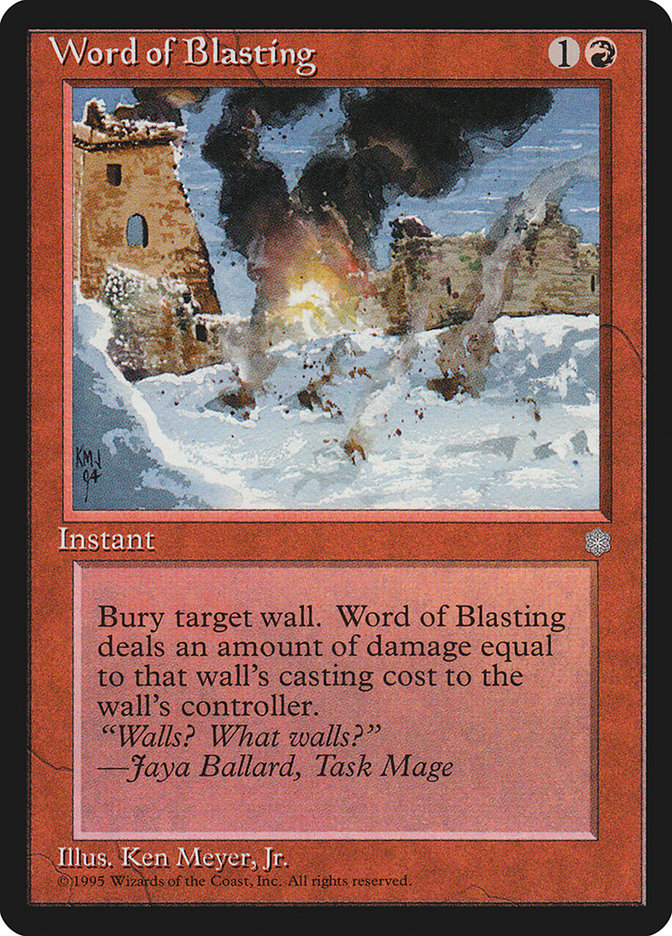 Word of Blasting
1
KMJ
94
Instant
Bury target wall. Word of Blasting
deals an amount of damage equal
to that wall's casting cost to the
wall's controller.
“Walls? What walls?”
—Jaya Ballard, Task Mage
Illus. Ken Meyer, Jr.
© 1995 Wizards of the Coast, Inc. All rights reserved.